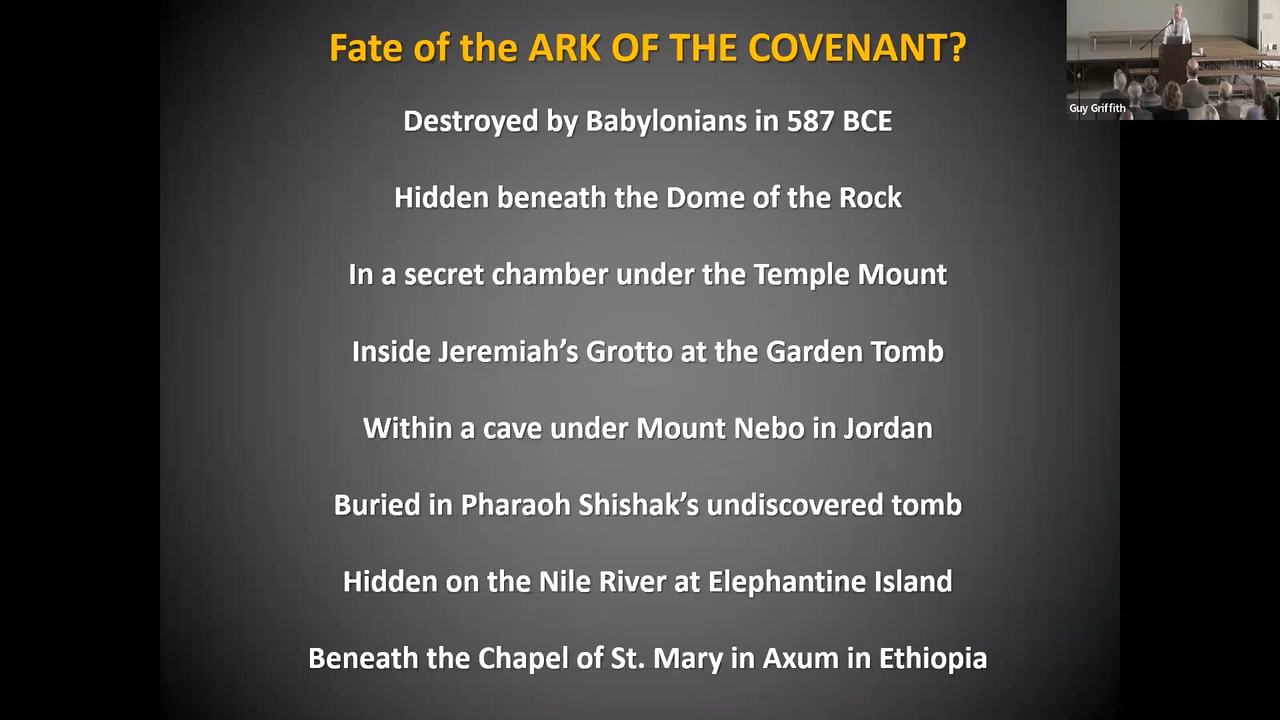 Fate of the ARK OF THE COVENANT?
Guy Griffith
Destroyed by Babylonians in 587 BCE
Hidden beneath the Dome of the Rock
In a secret chamber under the Temple Mount
Inside Jeremiah’s Grotto at the Garden Tomb
Within a cave under Mount Nebo in Jordan
Buried in Pharaoh Shishak’s undiscovered tomb
Hidden on the Nile River at Elephantine Island
Beneath the Chapel of St. Mary in Axum in Ethiopia